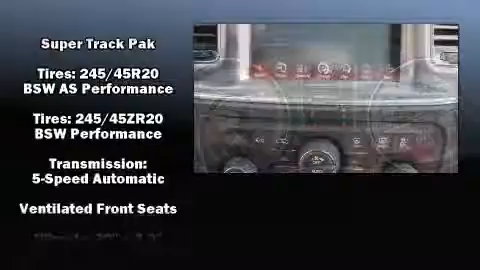 Super Track Pak
Tires: 245/45R20
BSW AS Performance
Tires: 245/45ZR20
BSW Performance
Transmission:
5-Speed Automatic
Ventilated Front Seats